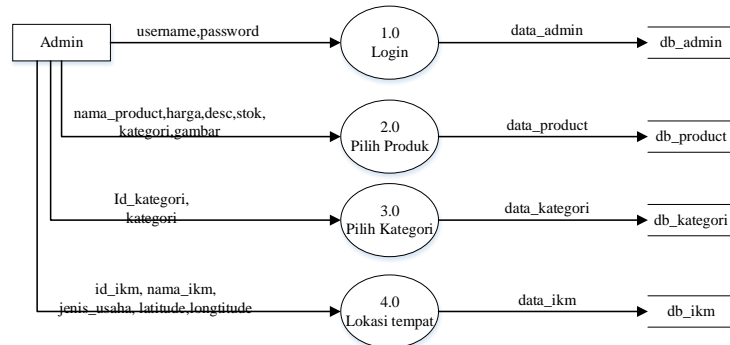 Admin
username,password
1.0
Login
data_admin
db_admin
nama_product,harga,desc,stok,
kategori,gambar
2.0
Pilih Produk
data_product
db_product
Id_kategori,
kategori
3.0
Pilih Kategori
data_kategori
db_kategori
id_ikm, nama_ikm,
jenis_usaha, latitude,longtitude
4.0
Lokasi tempat
data_ikm
db_ikm